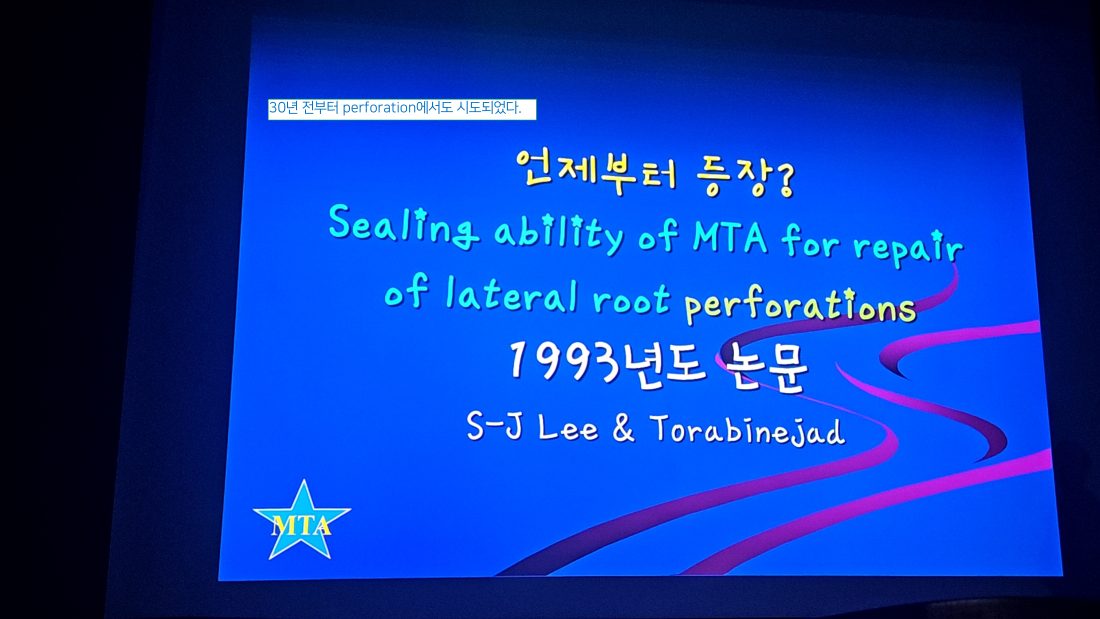 30년 전부터 perforation에서도 시도되었다.
언제부터 등장?
Sealing ability of MTA for repair
of lateral root perforations
1993년도 논문
S-J Lee & Torabinejad
MTA